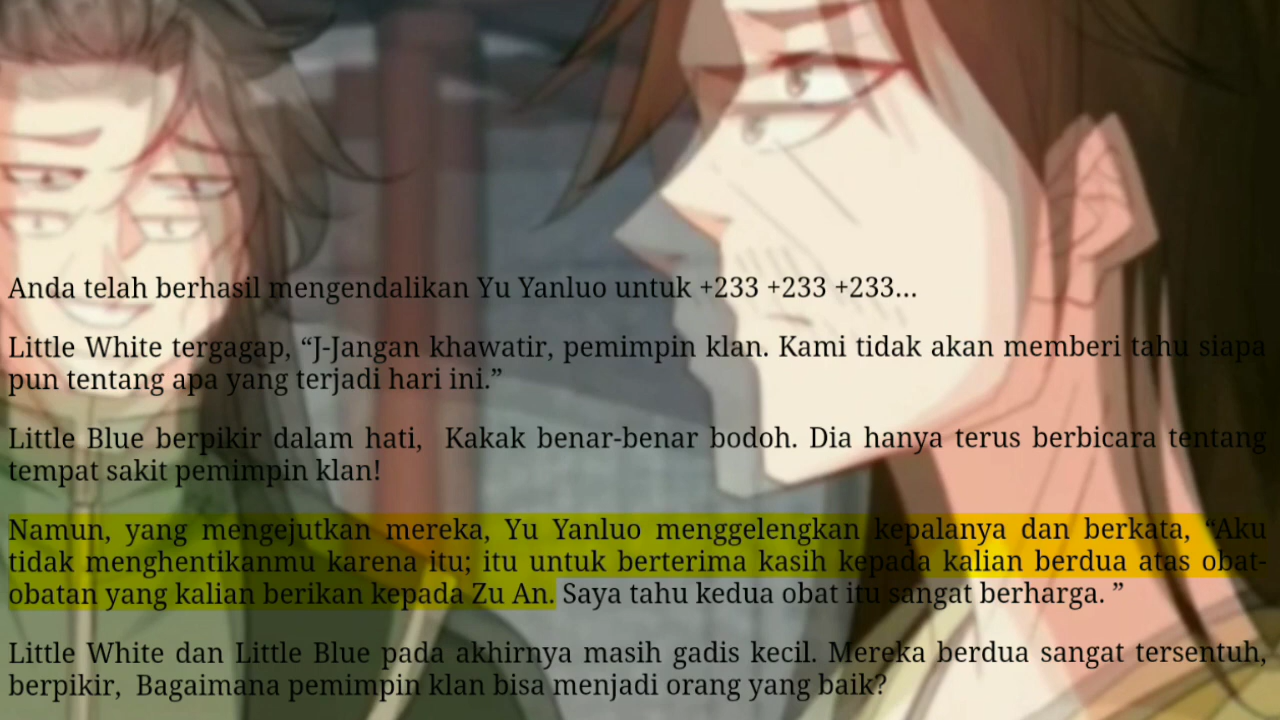 Anda telah berhasil mengendalikan Yu Yanluo untuk +233 +233 +233…
Little White tergagap, “J-Jangan khawatir, pemimpin klan. Kami tidak akan memberi tahu siapa
pun tentang apa yang terjadi hari ini.”
Little Blue berpikir dalam hati,  Kakak benar-benar bodoh. Dia hanya terus berbicara tentang
tempat sakit pemimpin klan!
Namun, yang mengejutkan mereka, Yu Yanluo menggelengkan kepalanya dan berkata, “Aku
tidak menghentikanmu karena itu; itu untuk berterima kasih kepada kalian berdua atas obat-
obatan yang kalian berikan kepada Zu An. Saya tahu kedua obat itu sangat berharga. ”
Little White dan Little Blue pada akhirnya masih gadis kecil. Mereka berdua sangat tersentuh,
berpikir,  Bagaimana pemimpin klan bisa menjadi orang yang baik?